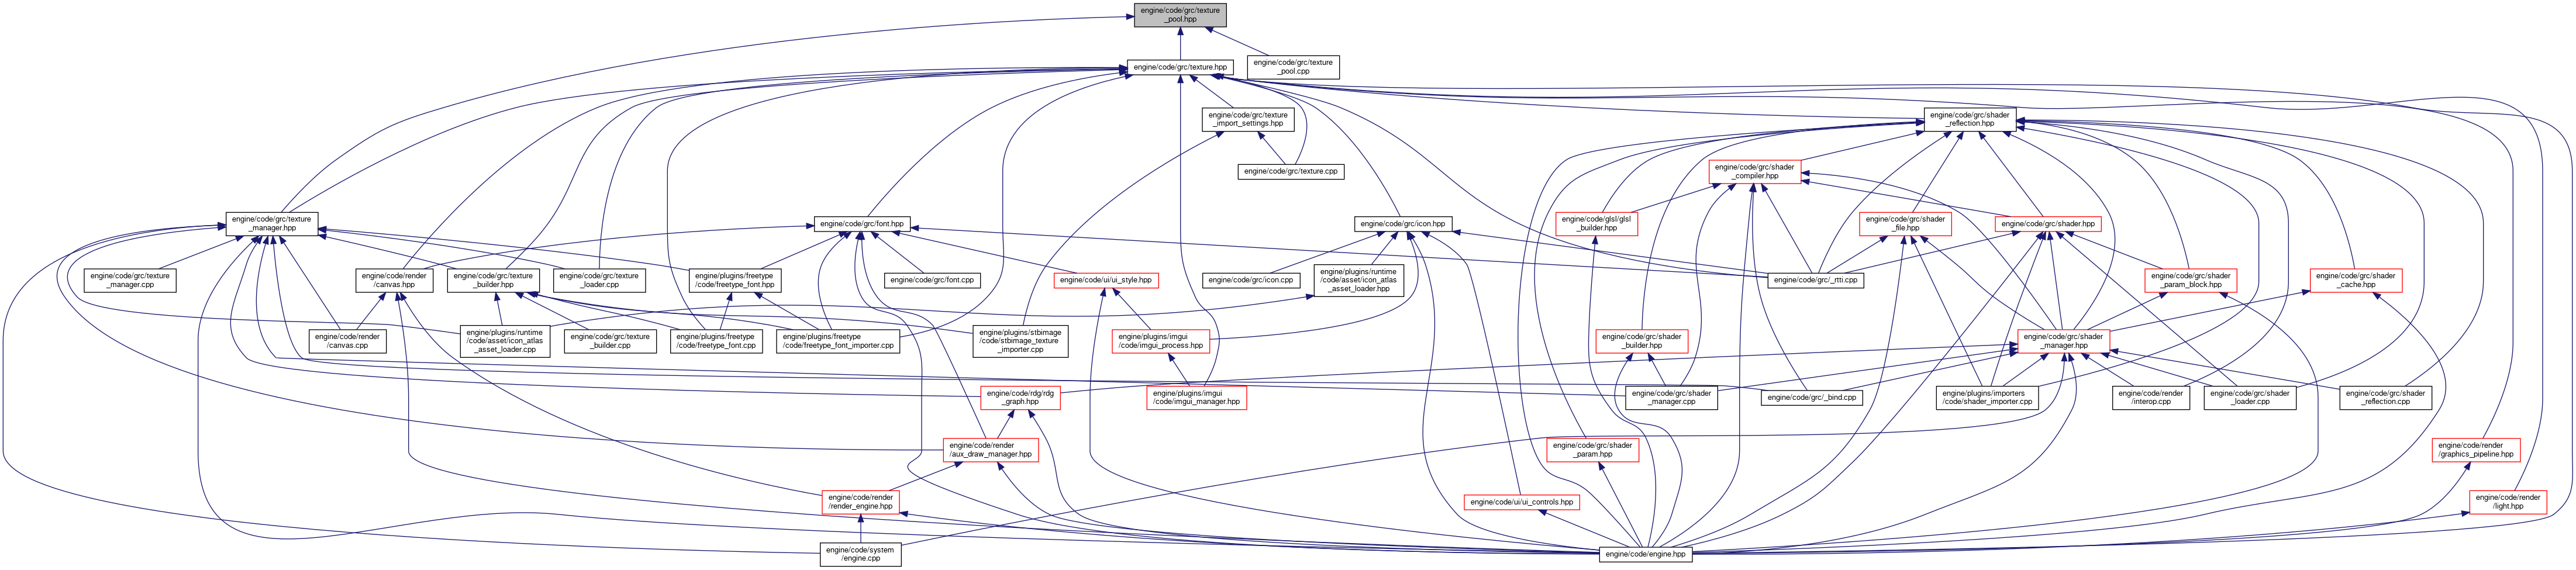 engine/code/grc/texture
_pool.hpp
engine/code/grc/texture.hpp
engine/code/grc/texture
_pool.cpp
engine/code/grc/texture
_import_settings.hpp
engine/code/grc/shader
_reflection.hpp
engine/code/grc/texture.cpp
engine/code/grc/shader
_compiler.hpp
engine/code/grc/texture
_manager.hpp
engine/code/grc/font.hpp
engine/code/grc/icon.hpp
engine/code/glsl/glsl
_builder.hpp
engine/code/grc/shader
_file.hpp
engine/code/grc/shader.hpp
engine/code/grc/texture
_manager.cpp
engine/code/render
/canvas.hpp
engine/code/grc/texture
_builder.hpp
engine/code/grc/texture
_loader.cpp
engine/plugins/freetype
/code/freetype_font.hpp
engine/code/grc/font.cpp
engine/code/ui/ui_style.hpp
engine/code/grc/icon.cpp
engine/plugins/runtime
/code/asset/icon_atlas
_asset_loader.hpp
engine/code/grc/_rtti.cpp
engine/code/grc/shader
_param_block.hpp
engine/code/grc/shader
_cache.hpp
engine/code/render
/canvas.cpp
engine/plugins/runtime
/code/asset/icon_atlas
_asset_loader.cpp
engine/code/grc/texture
_builder.cpp
engine/plugins/freetype
/code/freetype_font.cpp
engine/plugins/freetype
/code/freetype_font_importer.cpp
engine/plugins/stbimage
/code/stbimage_texture
_importer.cpp
engine/plugins/imgui
/code/imgui_process.hpp
engine/code/grc/shader
_builder.hpp
engine/code/grc/shader
_manager.hpp
engine/code/rdg/rdg
_graph.hpp
engine/plugins/imgui
/code/imgui_manager.hpp
engine/code/grc/shader
_manager.cpp
engine/code/grc/_bind.cpp
engine/plugins/importers
/code/shader_importer.cpp
engine/code/render
/interop.cpp
engine/code/grc/shader
_loader.cpp
engine/code/grc/shader
_reflection.cpp
engine/code/render
/aux_draw_manager.hpp
engine/code/grc/shader
_param.hpp
engine/code/render
/graphics_pipeline.hpp
engine/code/render
/render_engine.hpp
engine/code/ui/ui_controls.hpp
engine/code/render
/light.hpp
engine/code/system
/engine.cpp
engine/code/engine.hpp